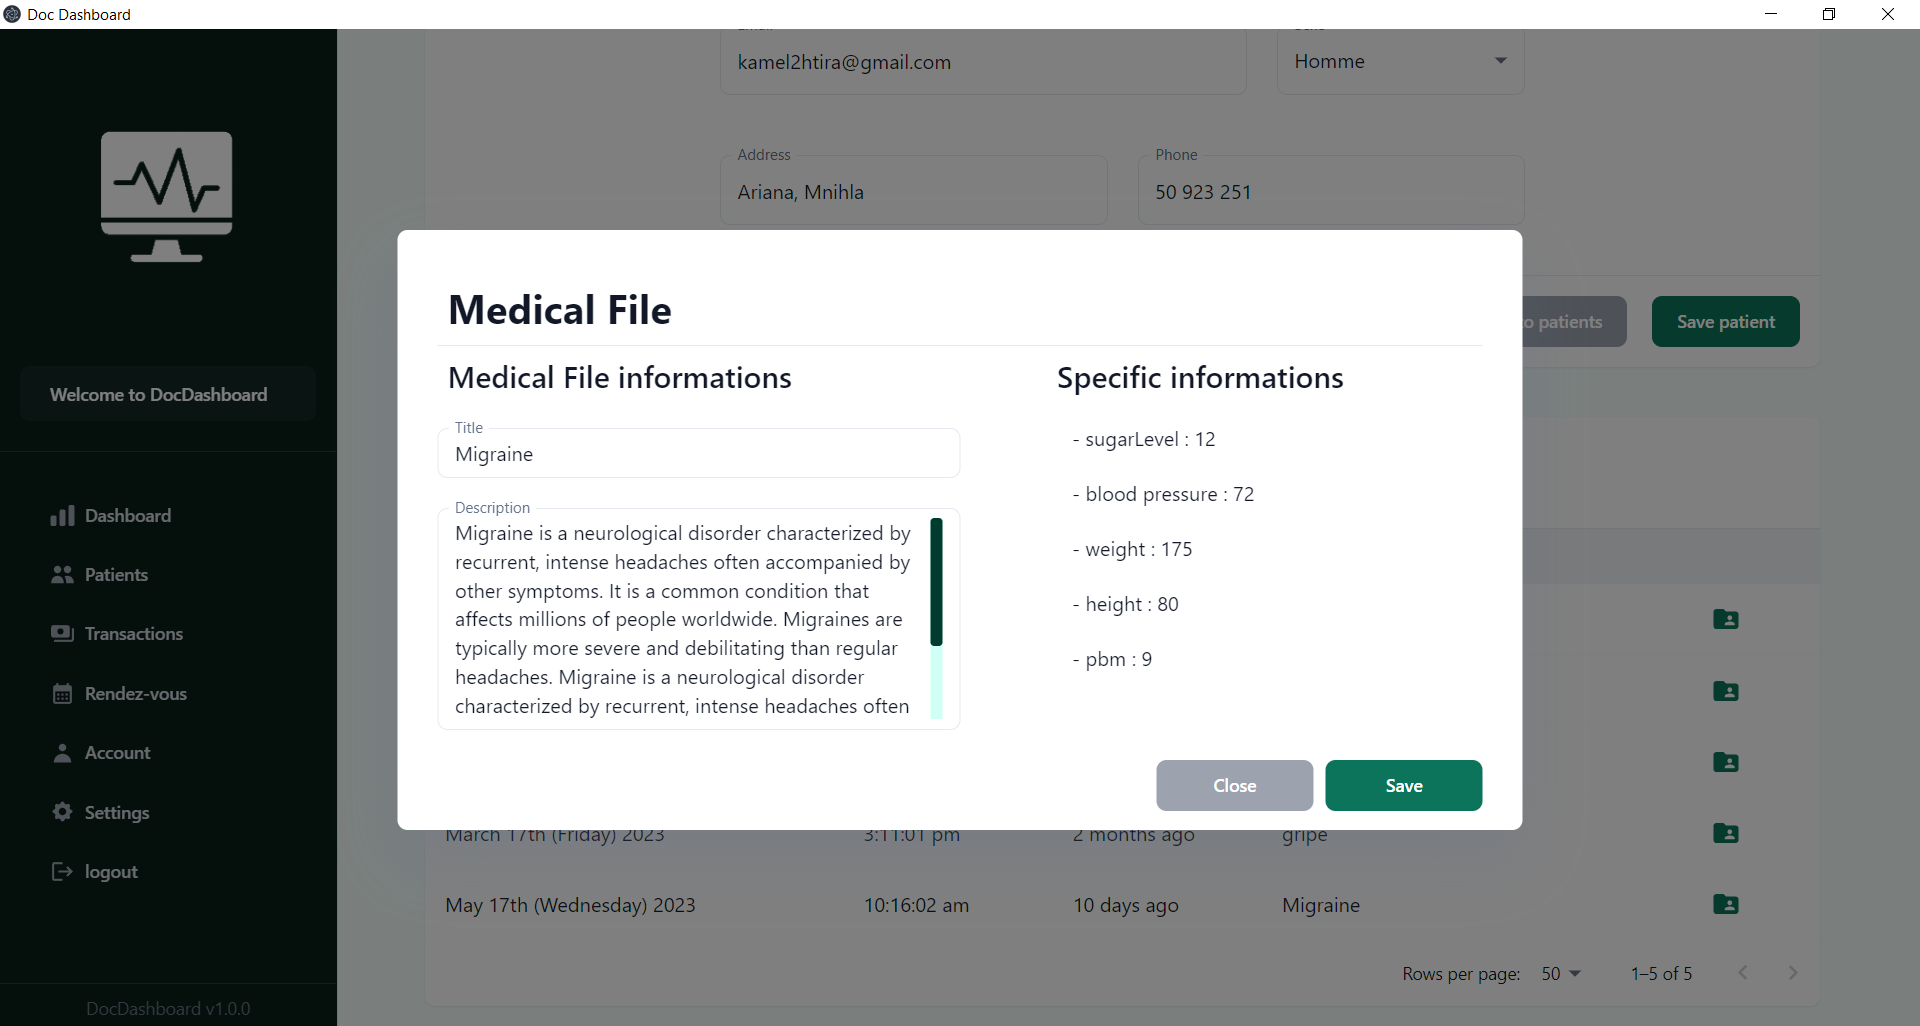 Doc Dashboard
Welcome to DocDashboard
Dashboard
Patients
Transactions
Rendez-vous
Account
Settings
logout
DocDashboard v1.0.0
kamel2htira@gmail.com
Homme
Address
Ariana, Mnihla
Phone
50 923 251
to patients
Save patient
Medical File
Medical File informations
Title
Migraine
Description
Migraine is a neurological disorder characterized by
recurrent, intense headaches often accompanied by
other symptoms. It is a common condition that
affects millions of people worldwide. Migraines are
typically more severe and debilitating than regular
headaches. Migraine is a neurological disorder
characterized by recurrent, intense headaches often
Specific informations
- sugarLevel : 12
- blood pressure : 72
- weight : 175
- height : 80
- pbm : 9
Close
Save
March 17th (Friday) 2023 3:11:01 pm 2 months ago gripe
May 17th (Wednesday) 2023 10:16:02 am 10 days ago Migraine
Rows per page: 50 1–5 of 5